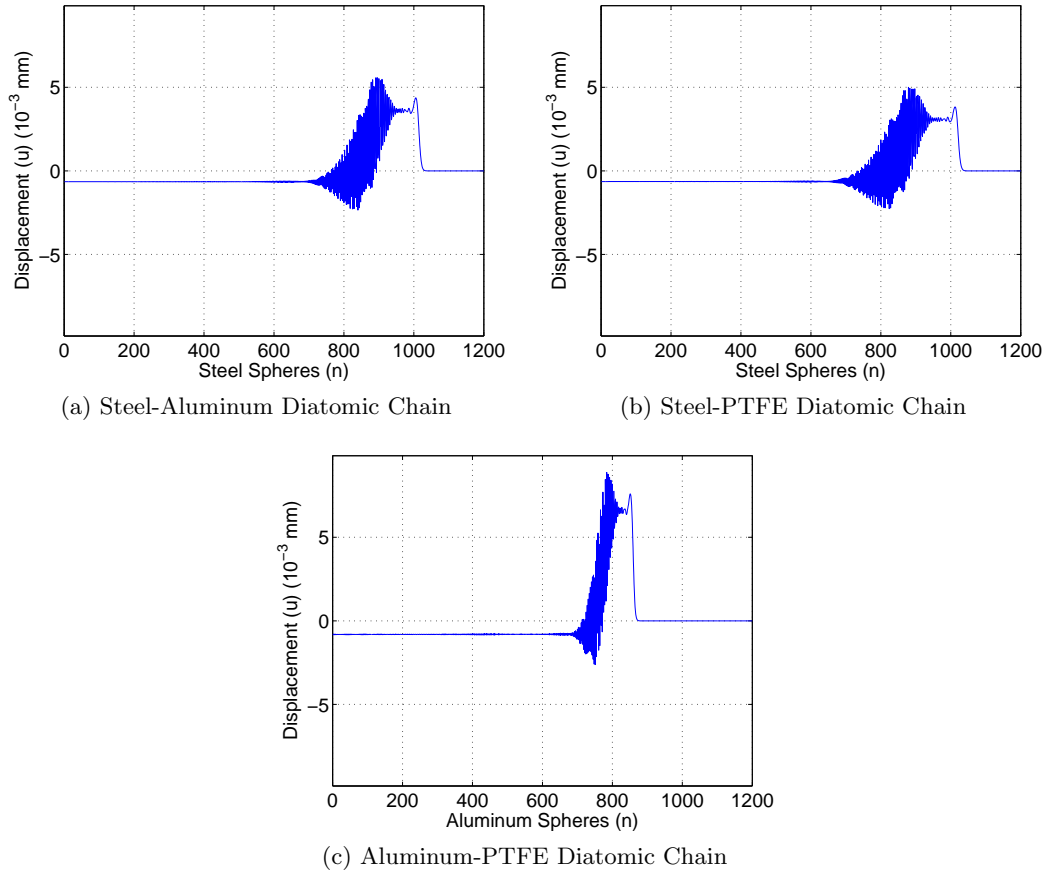 Displacement (u) (10⁻³ mm)
5
0
−5
0 200 400 600 800 1000 1200
Steel Spheres (n)
(a) Steel-Aluminum Diatomic Chain
Displacement (u) (10⁻³ mm)
5
0
−5
0 200 400 600 800 1000 1200
Steel Spheres (n)
(b) Steel-PTFE Diatomic Chain
Displacement (u) (10⁻³ mm)
5
0
−5
0 200 400 600 800 1000 1200
Aluminum Spheres (n)
(c) Aluminum-PTFE Diatomic Chain